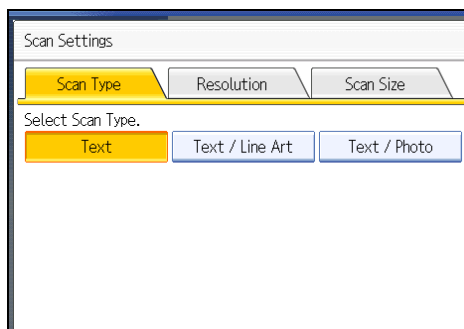 Scan Settings
Scan Type Resolution Scan Size
Select Scan Type.
Text Text / Line Art Text / Photo